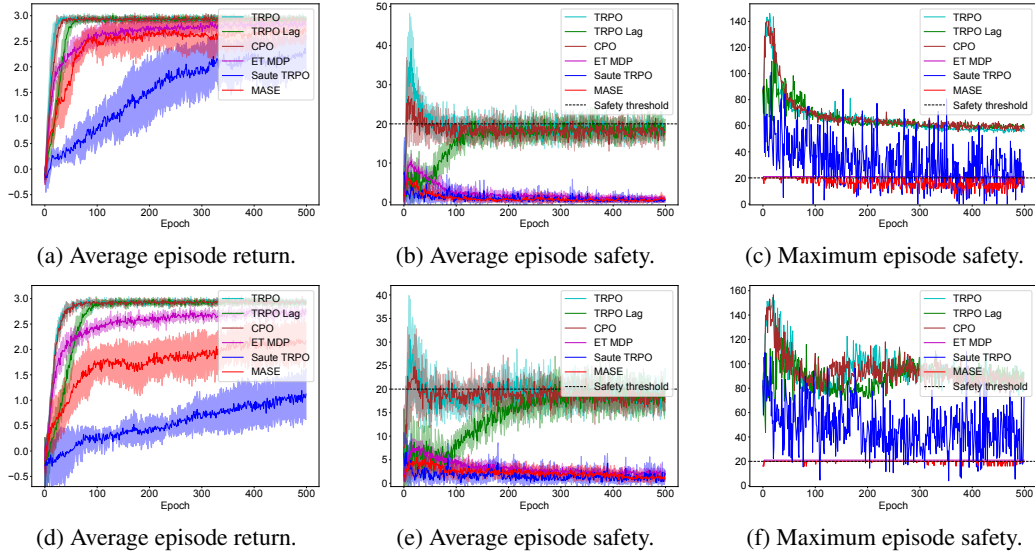 3.0
2.5
2.0
1.5
1.0
0.5
0.0
−0.5
0
100
200
300
400
500
Epoch
TRPO
TRPO Lag
CPO
ET MDP
Saute TRPO
MASE
(a) Average episode return.
50
40
30
20
10
0
0
100
200
300
400
500
Epoch
TRPO
TRPO Lag
CPO
ET MDP
Saute TRPO
MASE
Safety threshold
(b) Average episode safety.
140
120
100
80
60
40
20
0
0
100
200
300
400
500
Epoch
TRPO
TRPO Lag
CPO
ET MDP
Saute TRPO
MASE
Safety threshold
(c) Maximum episode safety.
3.0
2.5
2.0
1.5
1.0
0.5
0.0
−0.5
0
100
200
300
400
500
Epoch
TRPO
TRPO Lag
CPO
ET MDP
Saute TRPO
MASE
(d) Average episode return.
40
35
30
25
20
15
10
5
0
0
100
200
300
400
500
Epoch
TRPO
TRPO Lag
CPO
ET MDP
Saute TRPO
MASE
Safety threshold
(e) Average episode safety.
160
140
120
100
80
60
40
20
0
100
200
300
400
500
Epoch
TRPO
TRPO Lag
CPO
ET MDP
Saute TRPO
MASE
Safety threshold
(f) Maximum episode safety.